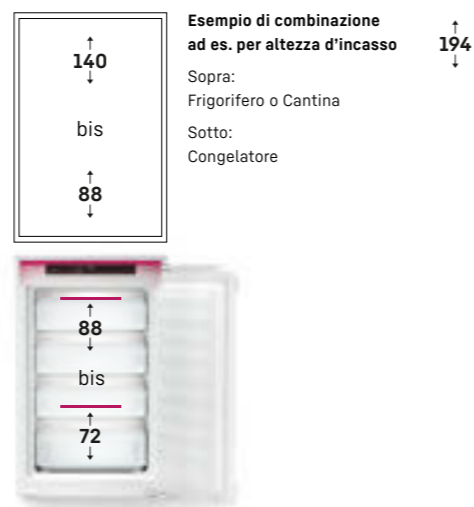 140
bis
88
88
bis
72
Esempio di combinazione
ad es. per altezza d'incasso
194
Sopra:
Frigorifero o Cantina
Sotto:
Congelatore